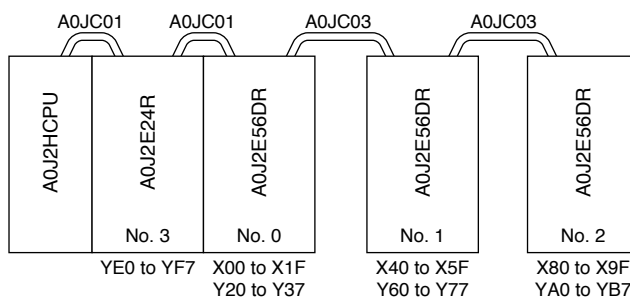 A0JC01
A0JC01
A0JC03
A0JC03
A0J2HCPU
A0J2E24R
A0J2E56DR
A0J2E56DR
A0J2E56DR
No. 3
No. 0
No. 1
No. 2
YE0 to YF7
X00 to X1F
Y20 to Y37
X40 to X5F
Y60 to Y77
X80 to X9F
YA0 to YB7